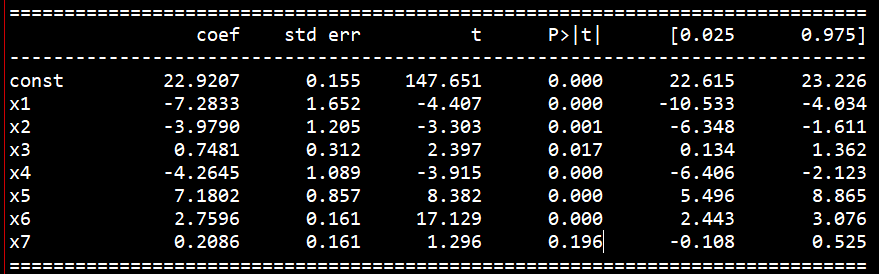 ==============================================================================
                 coef    std err          t      P>|t|      [0.025      0.975]
------------------------------------------------------------------------------
const         22.9207      0.155    147.651      0.000      22.615      23.226
x1            -7.2833      1.652     -4.407      0.000     -10.533      -4.034
x2            -3.9790      1.205     -3.303      0.001      -6.348      -1.611
x3             0.7481      0.312      2.397      0.017       0.134       1.362
x4            -4.2645      1.089     -3.915      0.000      -6.406      -2.123
x5             7.1802      0.857      8.382      0.000       5.496       8.865
x6             2.7596      0.161     17.129      0.000       2.443       3.076
x7             0.2086      0.161      1.296      0.196      -0.108       0.525
==============================================================================